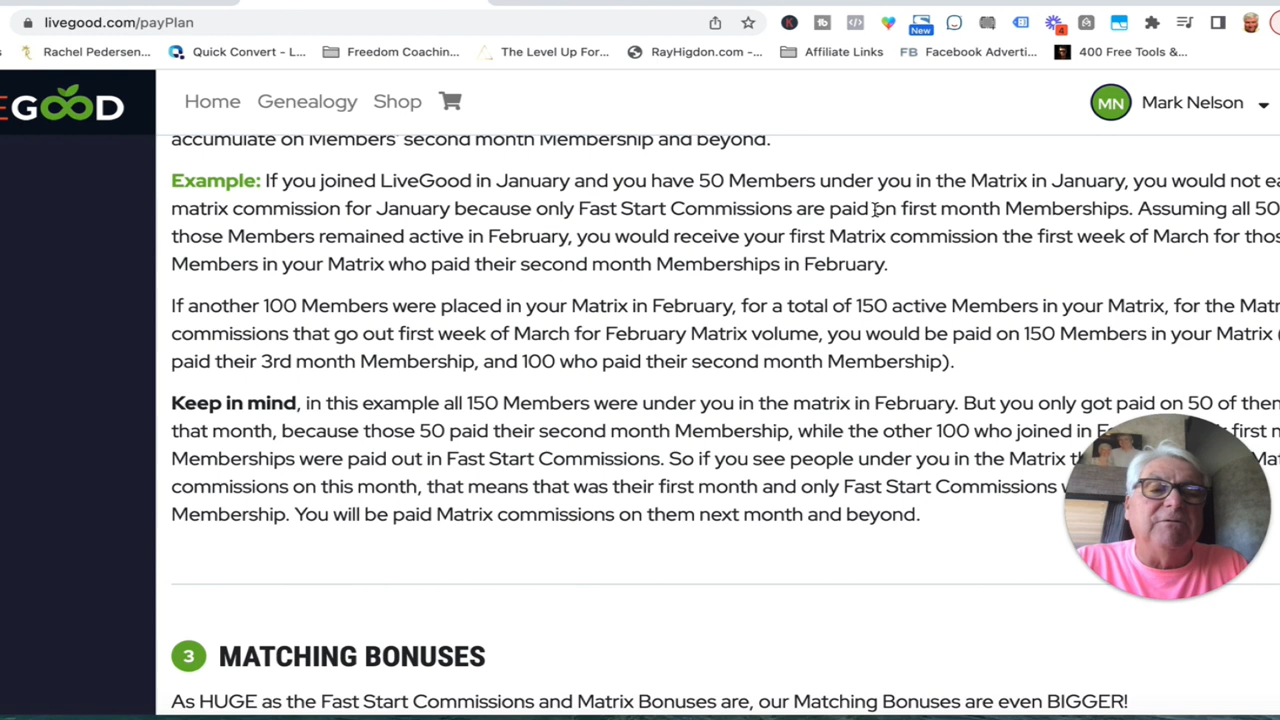 livegood.com/payPlan
New
4
Rachel Pedersen... Quick Convert - L... Freedom Coachin... The Level Up For... RayHigdon.com -... Affiliate Links FB Facebook Adverti... 400 Free Tools &...
EGOOD Home Genealogy Shop MN Mark Nelson
accumulate on Members' second month Membership and beyond.
Example: If you joined LiveGood in January and you have 50 Members under you in the Matrix in January, you would not ea
matrix commission for January because only Fast Start Commissions are paid on first month Memberships. Assuming all 50
those Members remained active in February, you would receive your first Matrix commission the first week of March for thos
Members in your Matrix who paid their second month Memberships in February.
If another 100 Members were placed in your Matrix in February, for a total of 150 active Members in your Matrix, for the Mat
commissions that go out first week of March for February Matrix volume, you would be paid on 150 Members in your Matrix (
paid their 3rd month Membership, and 100 who paid their second month Membership).
Keep in mind, in this example all 150 Members were under you in the matrix in February. But you only got paid on 50 of them
that month, because those 50 paid their second month Membership, while the other 100 who joined in first m
Memberships were paid out in Fast Start Commissions. So if you see people under you in the Matrix th Mat
commissions on this month, that means that was their first month and only Fast Start Commissions w
Membership. You will be paid Matrix commissions on them next month and beyond.
3 MATCHING BONUSES
As HUGE as the Fast Start Commissions and Matrix Bonuses are, our Matching Bonuses are even BIGGER!